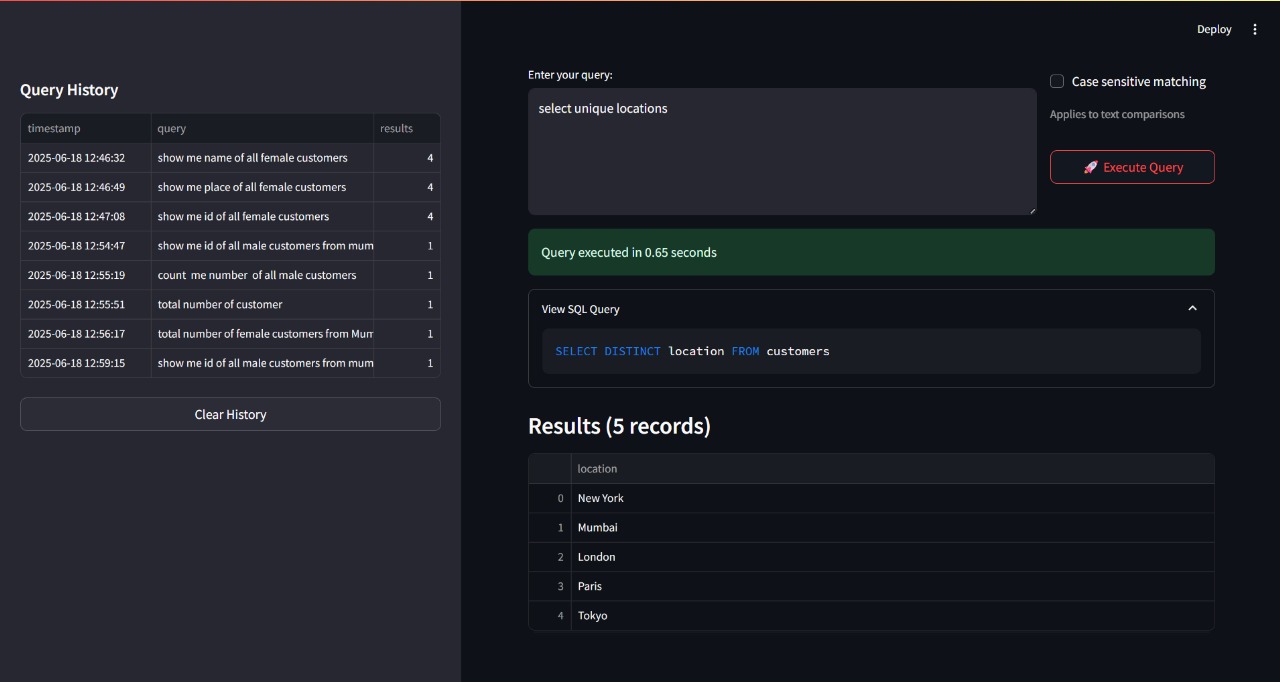 Deploy
Query History
timestamp query results
2025-06-18 12:46:32 show me name of all female customers 4
2025-06-18 12:46:49 show me place of all female customers 4
2025-06-18 12:47:08 show me id of all female customers 4
2025-06-18 12:54:47 show me id of all male customers from mum 1
2025-06-18 12:55:19 count me number of all male customers 1
2025-06-18 12:55:51 total number of customer 1
2025-06-18 12:56:17 total number of female customers from Mum 1
2025-06-18 12:59:15 show me id of all male customers from mum 1
Clear History
Enter your query:
select unique locations
Case sensitive matching
Applies to text comparisons
🚀 Execute Query
Query executed in 0.65 seconds
View SQL Query
SELECT DISTINCT location FROM customers
Results (5 records)
location
0 New York
1 Mumbai
2 London
3 Paris
4 Tokyo